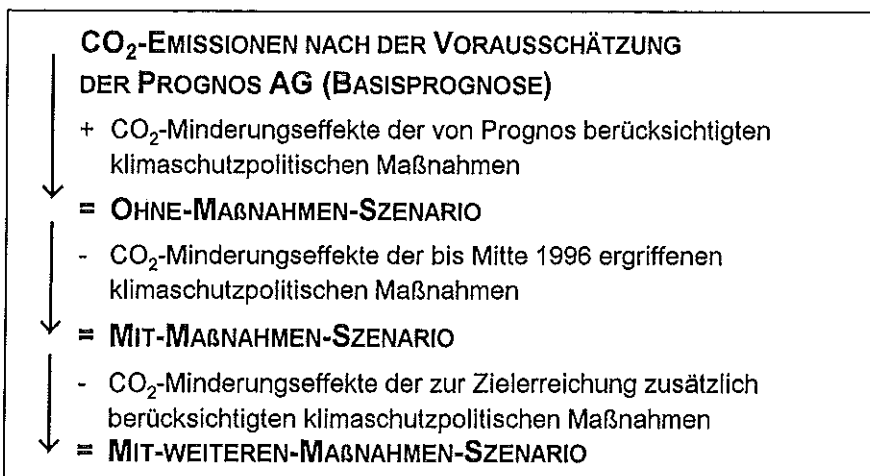 CO₂-EMISSIONEN NACH DER VORAUSSCHÄTZUNG
DER PROGNOS AG (BASISPROGNOSE)
+ CO₂-Minderungseffekte der von Prognos berücksichtigten
klimaschutzpolitischen Maßnahmen
= OHNE-MAßNAHMEN-SZENARIO
- CO₂-Minderungseffekte der bis Mitte 1996 ergriffenen
klimaschutzpolitischen Maßnahmen
= MIT-MAßNAHMEN-SZENARIO
- CO₂-Minderungseffekte der zur Zielerreichung zusätzlich
berücksichtigten klimaschutzpolitischen Maßnahmen
= MIT-WEITEREN-MAßNAHMEN-SZENARIO